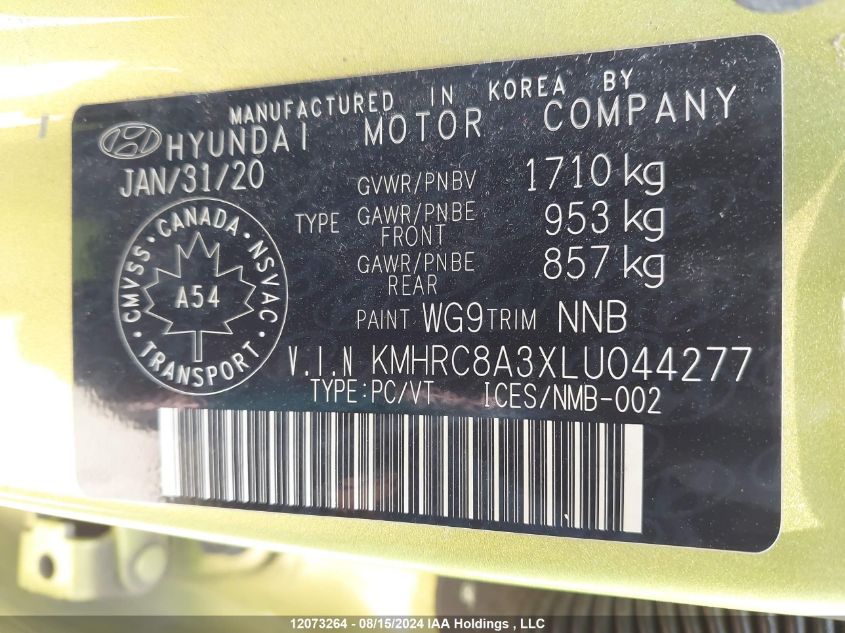 MANUFACTURED IN KOREA BY
HYUNDAI MOTOR COMPANY
JAN/31/20
GVWR/PNBV 1710 kg
TYPE GAWR/PNBE FRONT 953 kg
GAWR/PNBE REAR 857 kg
CMVSS · CANADA · NSVAC ·
A54
TRANSPORT
PAINT WG9 TRIM NNB
V.I.N KMHRC8A3XLU044277
TYPE:PC/VT ICES/NMB-002
12073264 - 08/15/2024 IAA Holdings , LLC